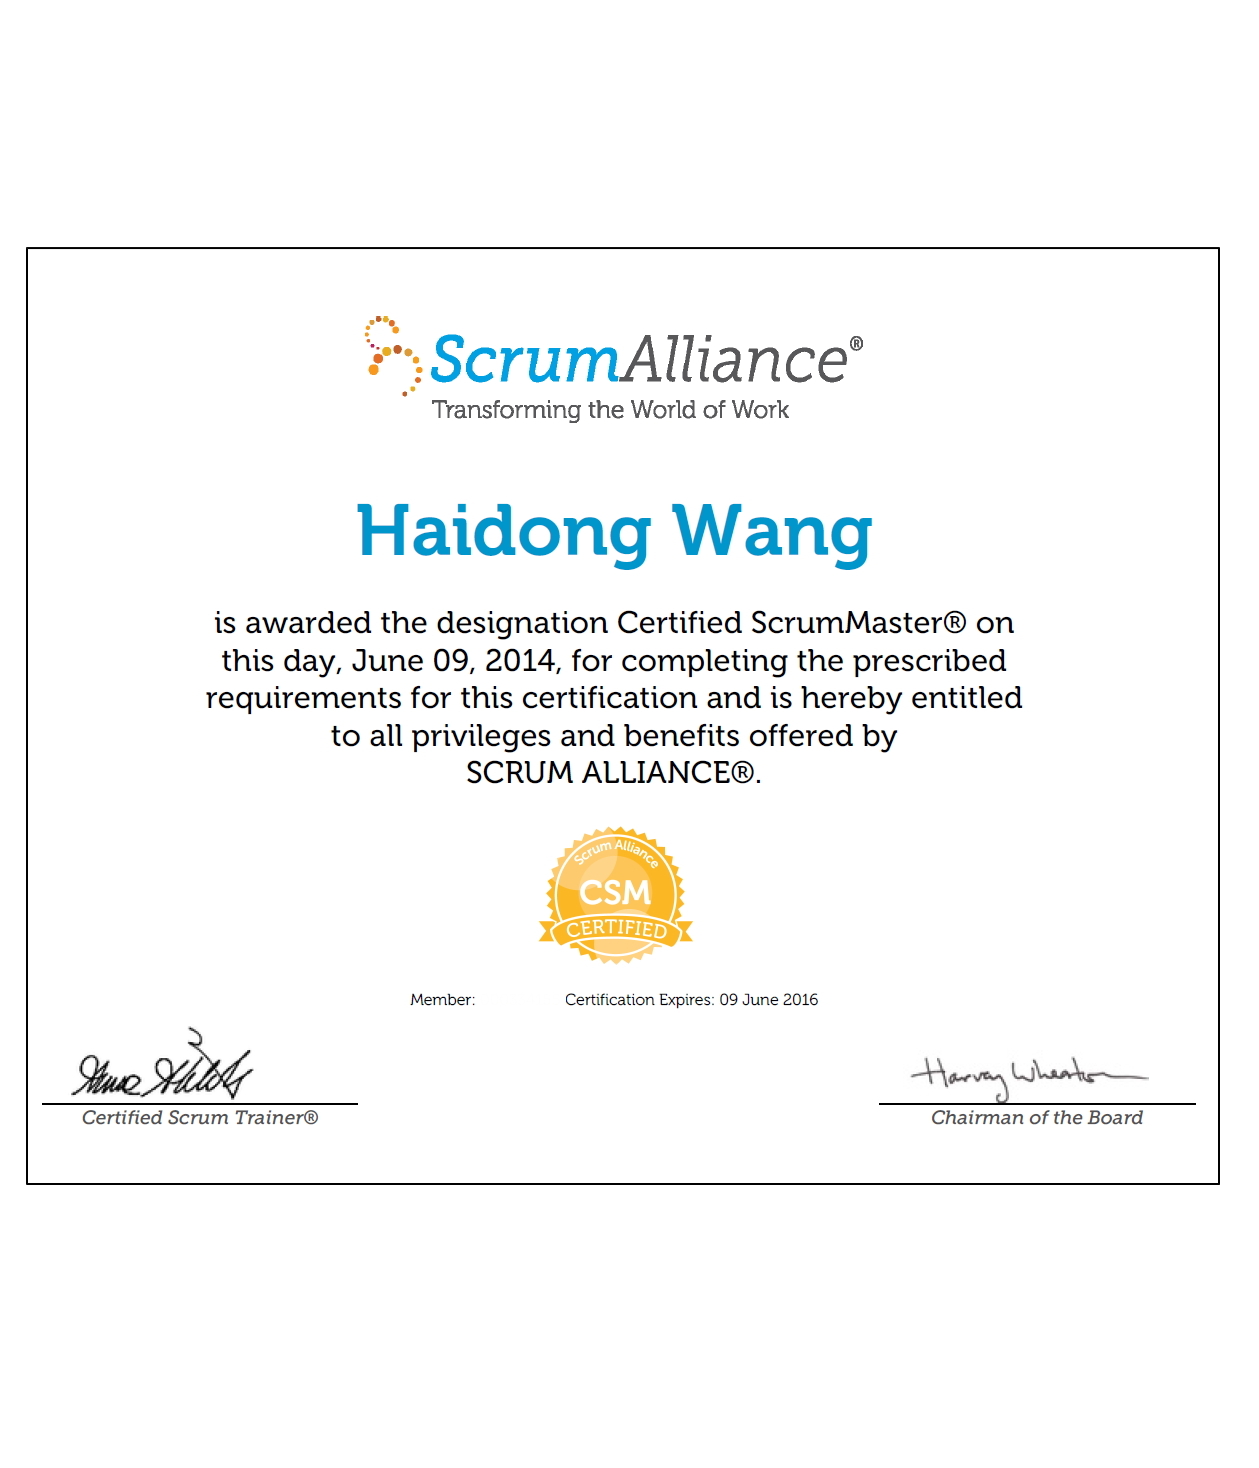 ScrumAlliance®
Transforming the World of Work
Haidong Wang
is awarded the designation Certified ScrumMaster® on
this day, June 09, 2014, for completing the prescribed
requirements for this certification and is hereby entitled
to all privileges and benefits offered by
SCRUM ALLIANCE®.
Scrum Alliance
CSM
CERTIFIED
Member: Certification Expires: 09 June 2016
Harvey Wheaton
Certified Scrum Trainer® Chairman of the Board